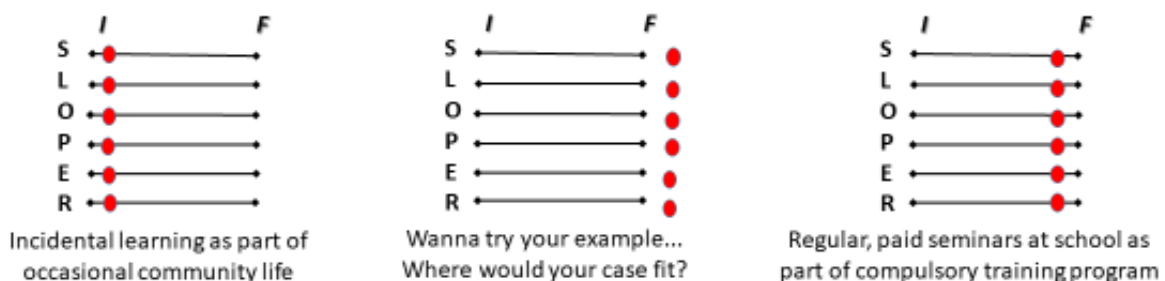 I F
S
L
O
P
E
R
Incidental learning as part of
occasional community life
I F
S
L
O
P
E
R
Wanna try your example...
Where would your case fit?
I F
S
L
O
P
E
R
Regular, paid seminars at school as
part of compulsory training program